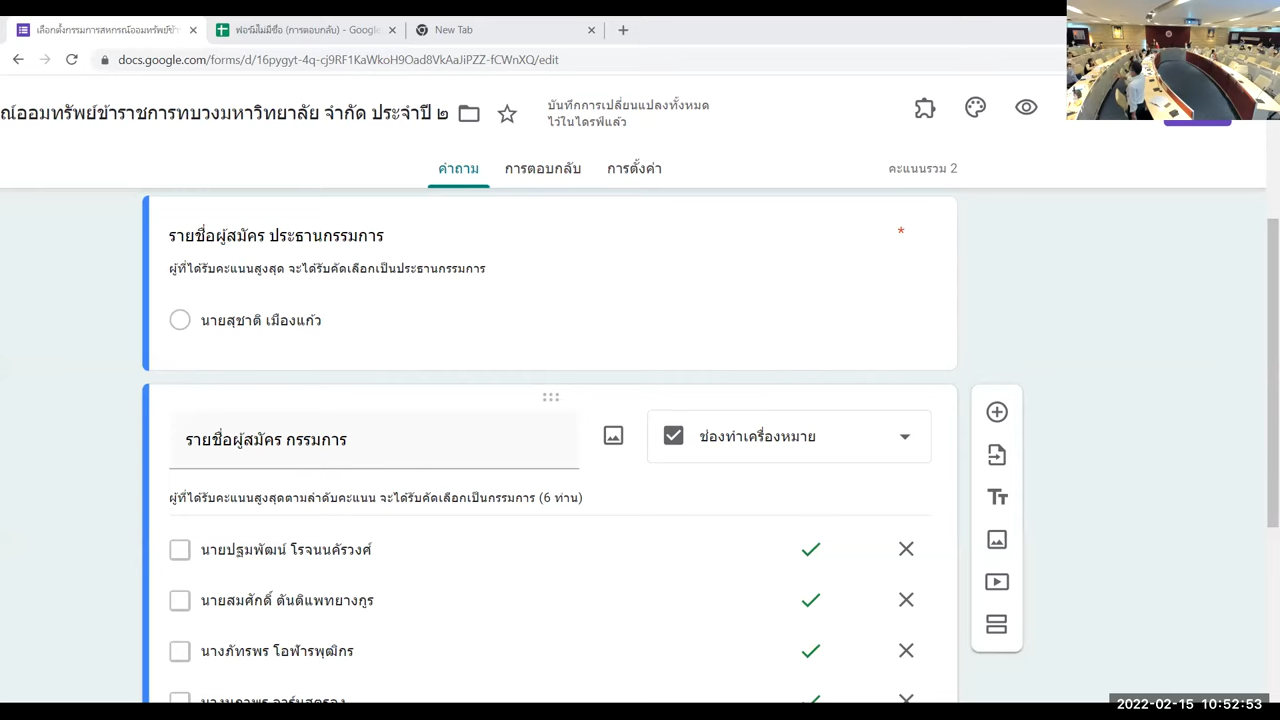 เลือกตั้งกรรมการสหกรณ์ออมทรัพย์ข้า
ฟอร์มไม่มีชื่อ (การตอบกลับ) - Google
New Tab
docs.google.com/forms/d/16pygyt-4q-cj9RF1KaWkoH9Oad8VkAaJiPZZ-fCWnXQ/edit
ณ์ออมทรัพย์ข้าราชการทบวงมหาวิทยาลัย จำกัด ประจำปี ๒
บันทึกการเปลี่ยนแปลงทั้งหมด
ไว้ในไดรฟ์แล้ว
คำถาม
การตอบกลับ
การตั้งค่า
คะแนนรวม 2
รายชื่อผู้สมัคร ประธานกรรมการ
*
ผู้ที่ได้รับคะแนนสูงสุด จะได้รับคัดเลือกเป็นประธานกรรมการ
นายสุชาติ เมืองแก้ว
รายชื่อผู้สมัคร กรรมการ
ช่องทำเครื่องหมาย
ผู้ที่ได้รับคะแนนสูงสุดตามลำดับคะแนน จะได้รับคัดเลือกเป็นกรรมการ (6 ท่าน)
Tт
นายปฐมพัฒน์ โรจนนคัรวงศ์
นายสมศักดิ์ ตันติแพทยางกูร
นางภัทรพร โอฬารพฤฒิกร
2022-02-15 10:52:53